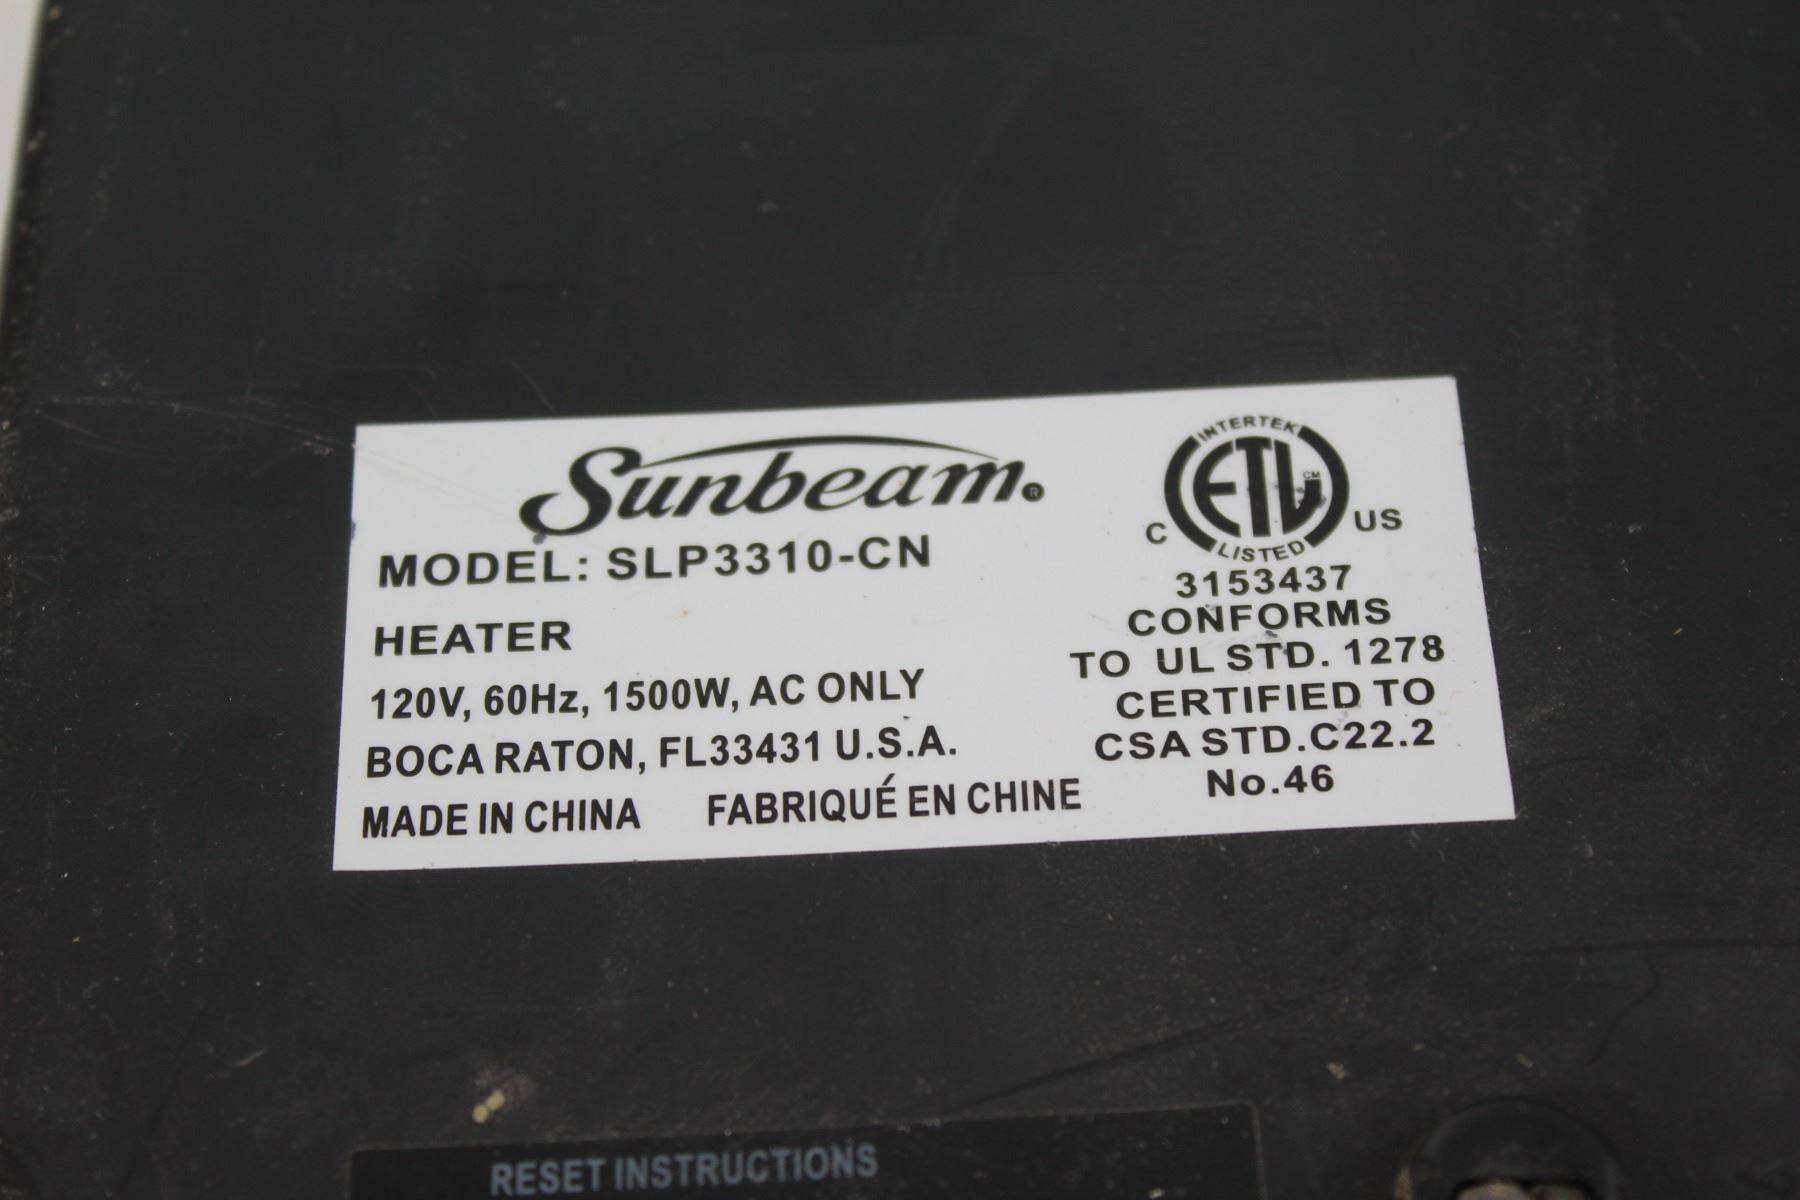 Sunbeam®
MODEL: SLP3310-CN
HEATER
120V, 60Hz, 1500W, AC ONLY
BOCA RATON, FL33431 U.S.A.
MADE IN CHINA FABRIQUÉ EN CHINE
INTERTEK
ETL CM
C US
LISTED
3153437
CONFORMS
TO UL STD. 1278
CERTIFIED TO
CSA STD.C22.2
No.46
RESET INSTRUCTIONS